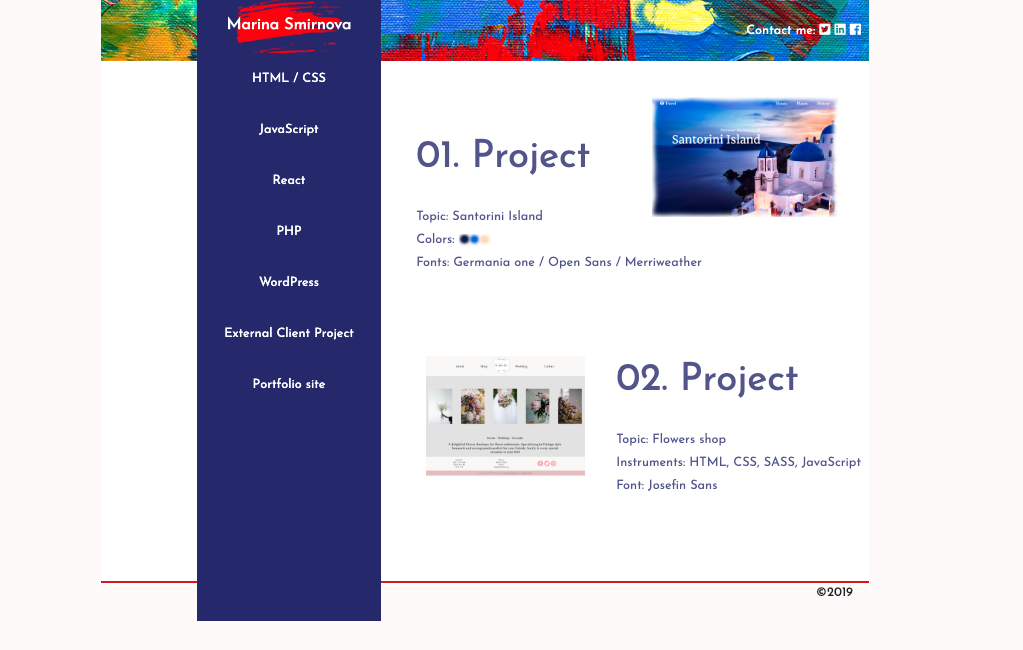 Marina Smirnova
Contact me:
HTML / CSS
JavaScript
React
PHP
WordPress
External Client Project
Portfolio site
01. Project
Topic: Santorini Island
Colors:
Fonts: Germania one / Open Sans / Merriweather
Santorini Island
02. Project
Topic: Flowers shop
Instruments: HTML, CSS, SASS, JavaScript
Font: Josefin Sans
©2019